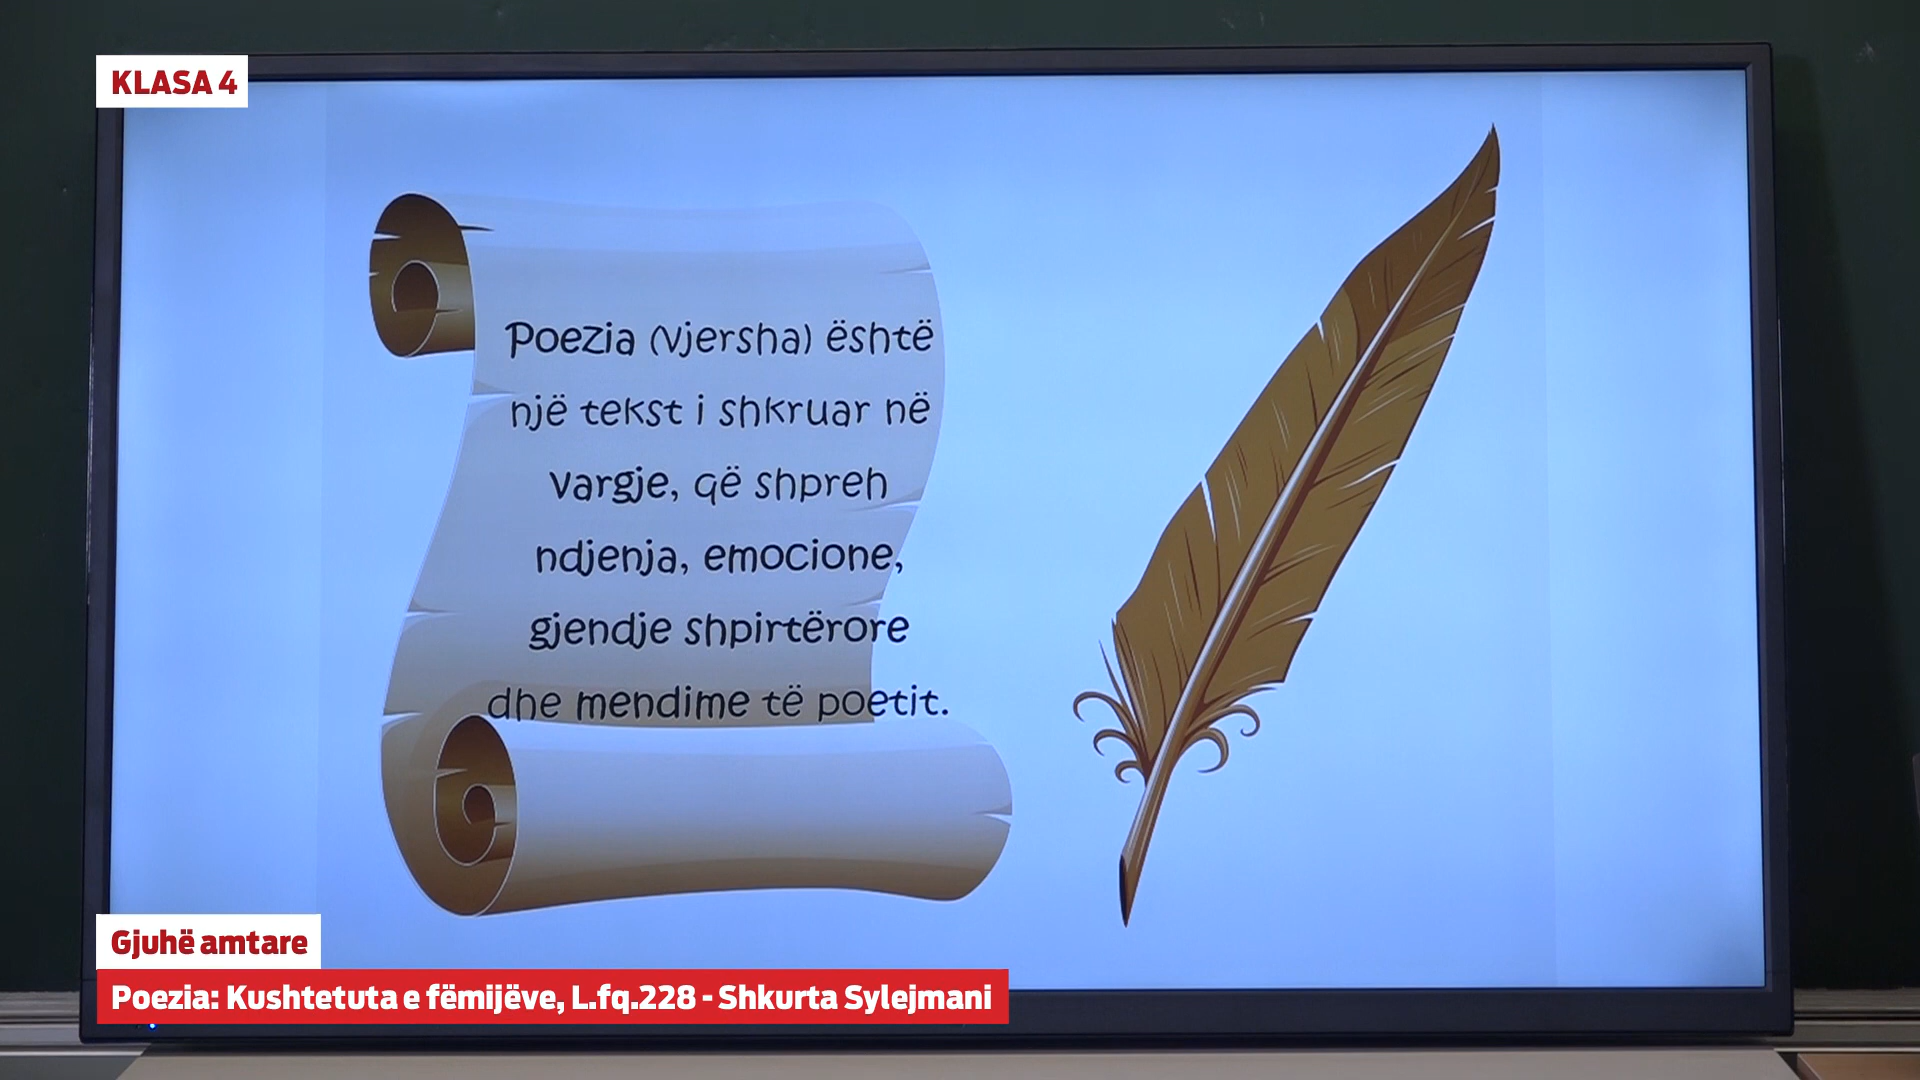 KLASA 4
Poezia (Vjersha) është
një tekst i shkruar në
vargje, që shpreh
ndjenja, emocione,
gjendje shpirtërore
dhe mendime të poetit.
Gjuhë amtare
Poezia: Kushtetuta e fëmijëve, L.fq.228 - Shkurta Sylejmani